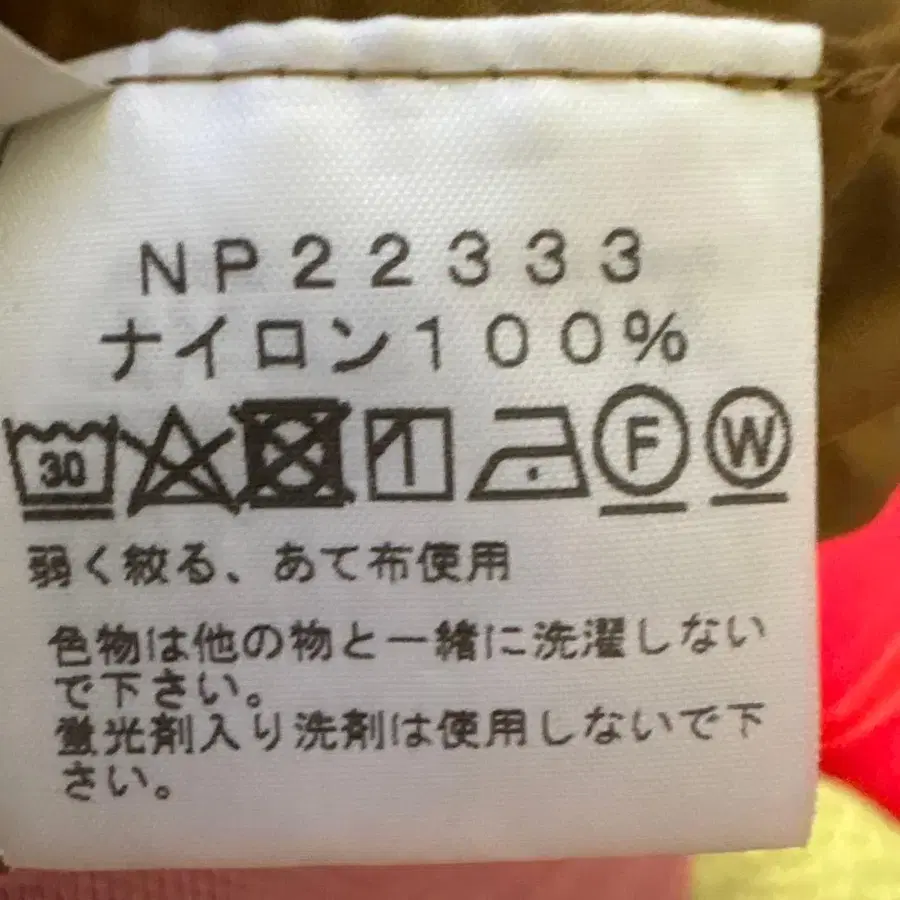 NP22333
ナイロン100%
30 F W
弱く絞る、あて布使用
色物は他の物と一緒に洗濯しない
で下さい。
蛍光剤入り洗剤は使用しないで下
さい。